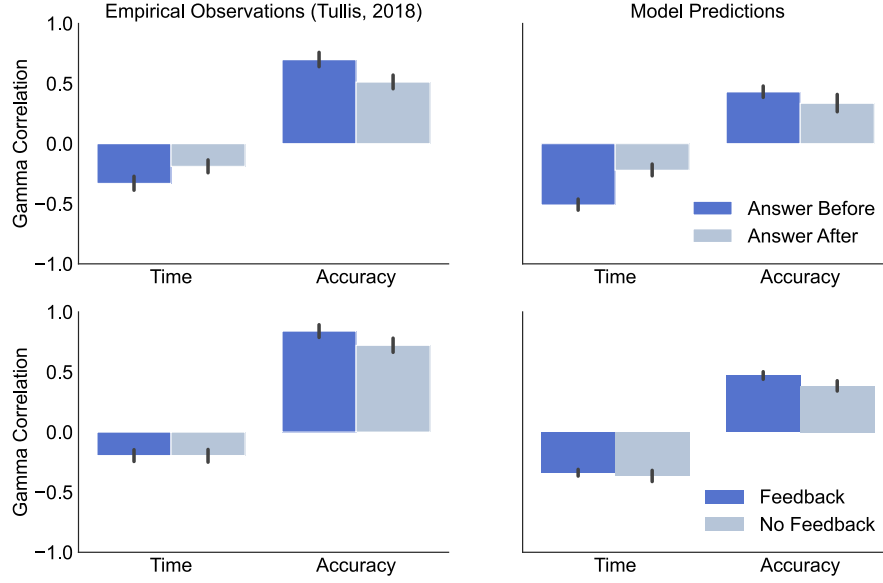 Empirical Observations (Tullis, 2018)
Model Predictions
Gamma Correlation
1.0
0.5
0.0
−0.5
−1.0
Time
Accuracy
Answer Before
Answer After
Time
Accuracy
Gamma Correlation
1.0
0.5
0.0
−0.5
−1.0
Time
Accuracy
Feedback
No Feedback
Time
Accuracy